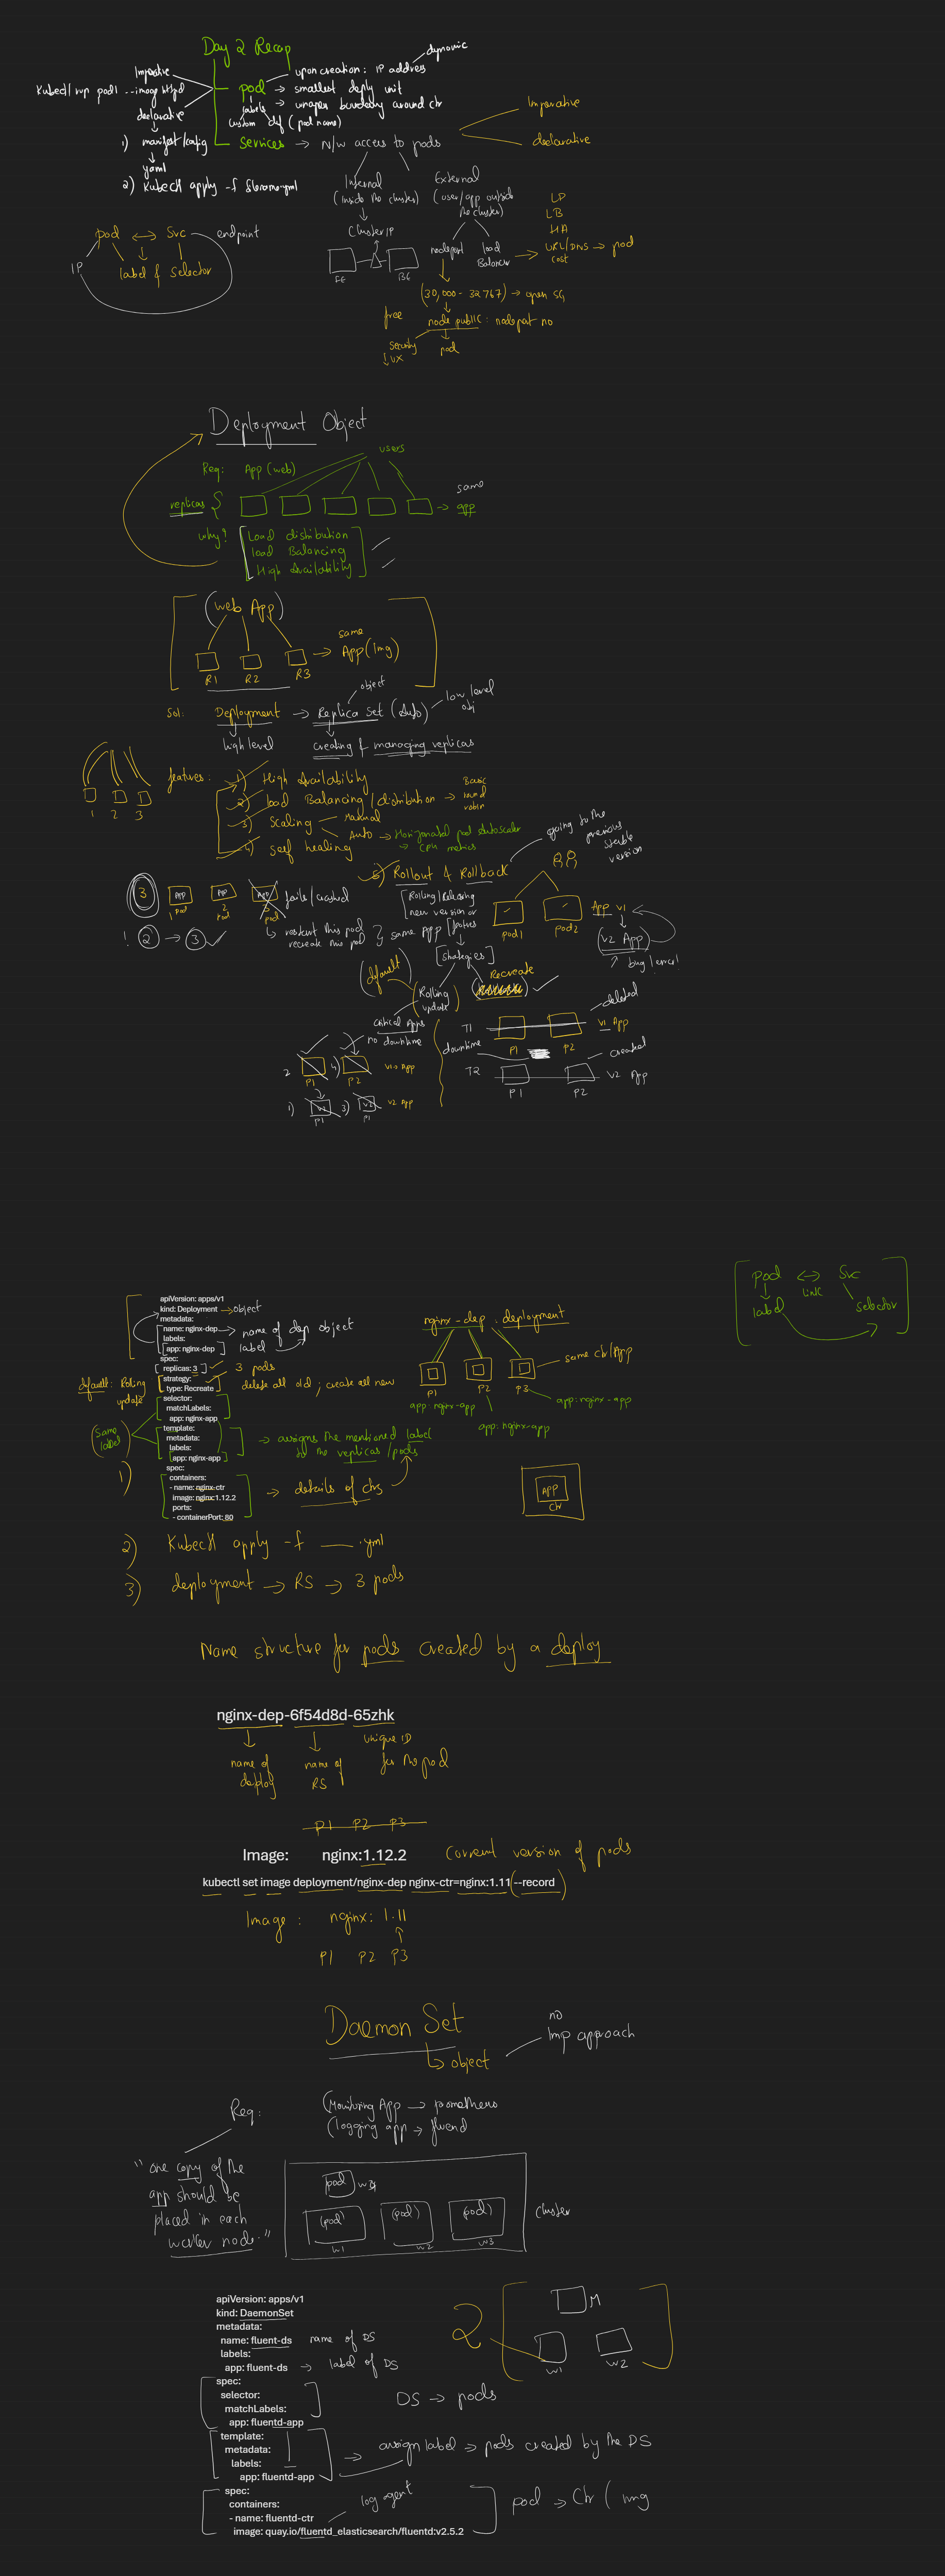 Day 2 Recap
dynamic
Imperative
upon creation: IP address
Kubectl run pod1 --image httpd
pod → smallest deply unit
labels → wrapes boundary around ctr
declarative
custom def (pod name)
Imperative
1) manifest/config
Services → N/w access to pods
declarative
yaml
2) Kubectl apply -f filename.yml
Internal
(Inside the cluster)
External
(user/app outside the cluster)
ClusterIP
LP
LB
HA
URL/DNS → pod
cost
pod ↔ Svc
endpoint
IP
label & selector
FE
BE
nodeport
load Balancer
(30,000 - 32767) → open SG
free
node public : nodeport no
Security
↓ UX
pod
Deployment Object
users
Req: App (web)
replicas
same
app
why?
Load distribution
load Balancing
High Availability
(web App)
same
→ App (img)
R1 R2 R3
object
low level obj
Sol: Deployment → Replica Set (Auto)
high level
creating & managing replicas
features:
1) High Availability
2) load Balancing / distribution → Basic round robin
3) Scaling
Manual
Auto → Horizontal pod Autoscaler
→ cpu metrics
4) self healing
1 2 3
5) Rollout & Rollback
going to the previous stable version
3
APP
APP
APP
fails/crashed
1 pod
2 pod
3 pod
! 2 → 3
restart this pod
recreate this pod
same App
[Rolling/Releasing new version or patches
pod1
pod2
App v1
(v2 App)
↑ bug/error!
[strategies]
(default)
(Rolling update)
Recreate
critical Apps
no downtime
2 4)
P1 P2
v1 App
1) v2 3) v2
P1 P1
v2 App
deleted
T1
v1 App
P1 P2
downtime
created
T2
v2 App
P1 P2
pod ↔ Svc
Link
label
selector
apiVersion: apps/v1
kind: Deployment → object
metadata:
name: nginx-dep → name of dep object
labels:
app: nginx-dep label
spec:
replicas: 3 3 pods
strategy:
type: Recreate delete all old ; create all new
default: Rolling update
selector:
matchLabels:
app: nginx-app
(same label)
template:
metadata:
labels:
app: nginx-app
→ assigns the mentioned label to the replicas/pods
1)
spec:
containers:
- name: nginx-ctr
image: nginx:1.12.2
ports:
- containerPort: 80
→ details of ctrs
nginx-dep : deployment
P1 P2 P3
same ctr/App
app: nginx-app
app: nginx-app
app: nginx-app
APP
Ctr
2) Kubectl apply -f ___.yml
3) deployment → RS → 3 pods
Name structure for pods created by a deploy
nginx-dep-6f54d8d-65zhk
name of deploy
name of RS
unique ID for the pod
P1 P2 P3
Image: nginx:1.12.2 Current version of pods
kubectl set image deployment/nginx-dep nginx-ctr=nginx:1.11 --record
Image : nginx: 1.11
P1 P2 P3
Daemon Set
object
no Imp approach
Req:
(Monitoring App → prometheus
(logging app → fluend
"one copy of the app should be placed in each worker node."
pod w4
(pod) (pod) (pod)
w1 w2 w3
Cluster
apiVersion: apps/v1
kind: DaemonSet
metadata:
name: fluent-ds name of DS
labels:
app: fluent-ds → label of DS
spec:
selector:
matchLabels:
app: fluentd-app
DS → pods
template:
metadata:
labels:
app: fluentd-app
→ assign label → pods created by the DS
spec:
containers:
- name: fluentd-ctr
image: quay.io/fluentd_elasticsearch/fluentd:v2.5.2
log agent
pod → Ctr ( img
2
M
w1 w2